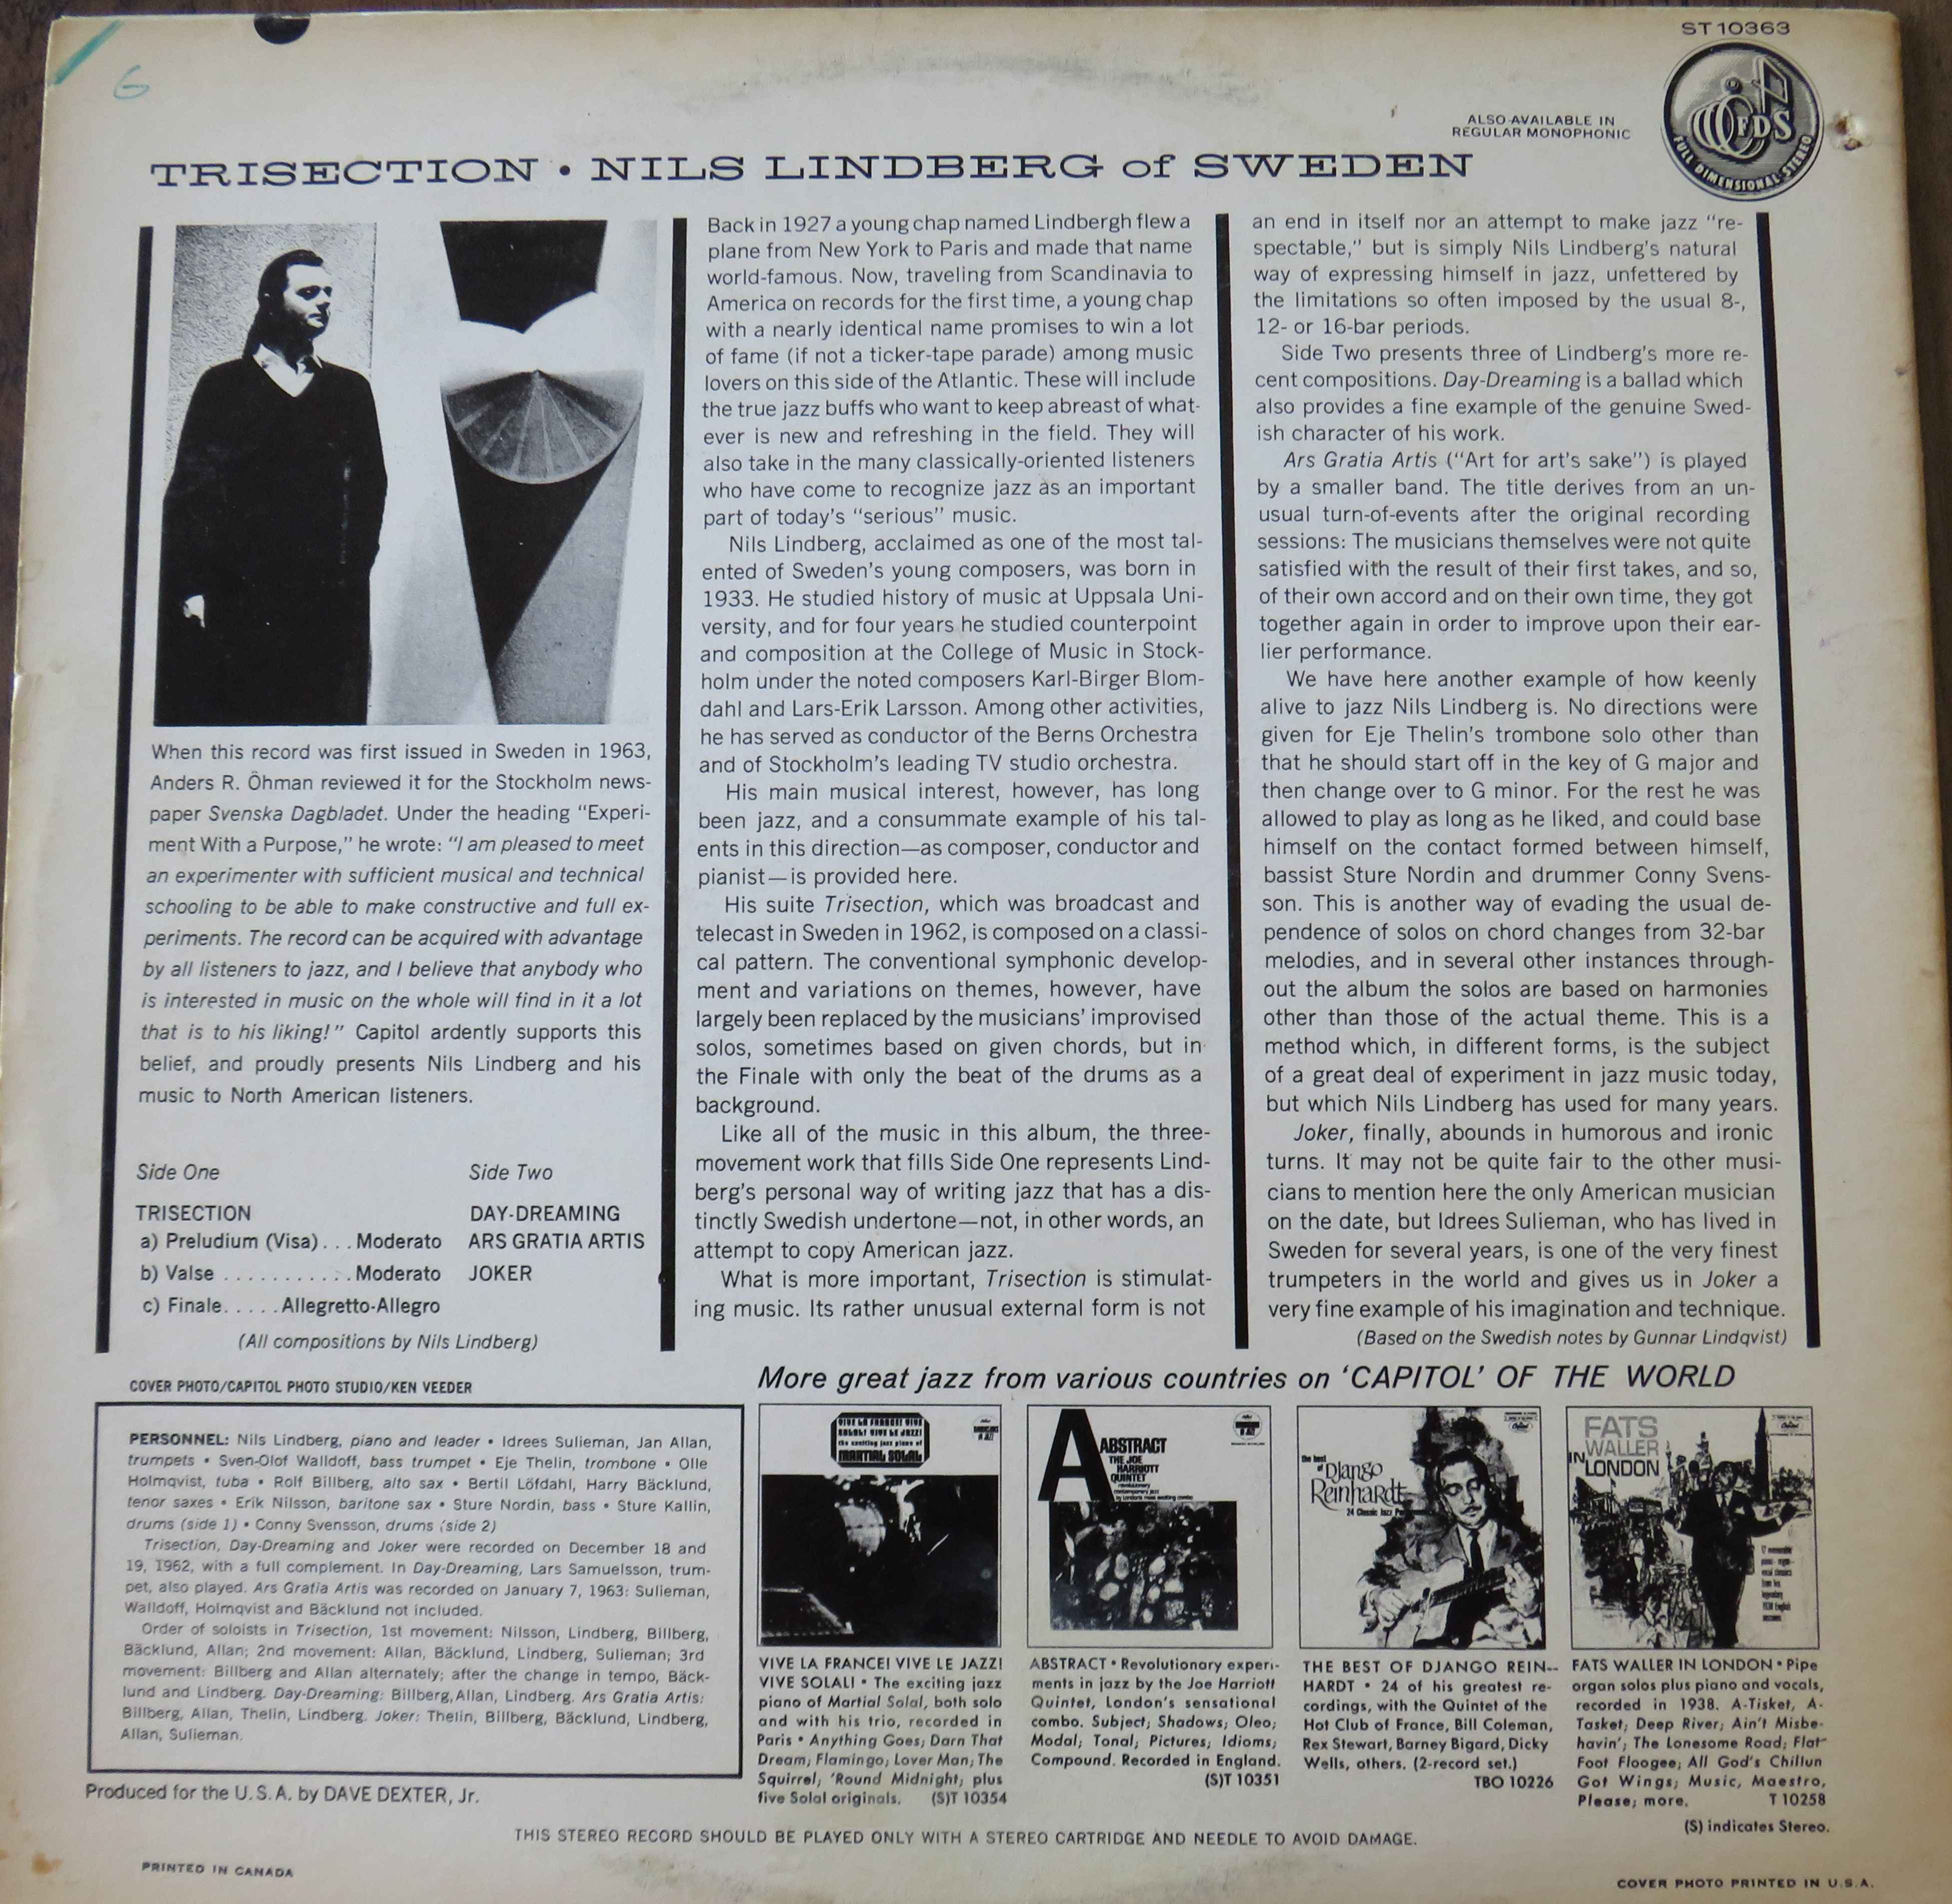 ST 10363
ALSO AVAILABLE IN
REGULAR MONOPHONIC
FDS
FULL DIMENSIONAL STEREO
G
TRISECTION • NILS LINDBERG of SWEDEN
When this record was first issued in Sweden in 1963,
Anders R. Öhman reviewed it for the Stockholm news-
paper Svenska Dagbladet. Under the heading “Experi-
ment With a Purpose,” he wrote: “I am pleased to meet
an experimenter with sufficient musical and technical
schooling to be able to make constructive and full ex-
periments. The record can be acquired with advantage
by all listeners to jazz, and I believe that anybody who
is interested in music on the whole will find in it a lot
that is to his liking!” Capitol ardently supports this
belief, and proudly presents Nils Lindberg and his
music to North American listeners.
Side One
TRISECTION
a) Preludium (Visa). . . Moderato
b) Valse . . . . . . . . . . . Moderato
c) Finale. . . . . Allegretto-Allegro
Side Two
DAY-DREAMING
ARS GRATIA ARTIS
JOKER
(All compositions by Nils Lindberg)
Back in 1927 a young chap named Lindbergh flew a
plane from New York to Paris and made that name
world-famous. Now, traveling from Scandinavia to
America on records for the first time, a young chap
with a nearly identical name promises to win a lot
of fame (if not a ticker-tape parade) among music
lovers on this side of the Atlantic. These will include
the true jazz buffs who want to keep abreast of what-
ever is new and refreshing in the field. They will
also take in the many classically-oriented listeners
who have come to recognize jazz as an important
part of today’s “serious” music.
Nils Lindberg, acclaimed as one of the most tal-
ented of Sweden’s young composers, was born in
1933. He studied history of music at Uppsala Uni-
versity, and for four years he studied counterpoint
and composition at the College of Music in Stock-
holm under the noted composers Karl-Birger Blom-
dahl and Lars-Erik Larsson. Among other activities,
he has served as conductor of the Berns Orchestra
and of Stockholm’s leading TV studio orchestra.
His main musical interest, however, has long
been jazz, and a consummate example of his tal-
ents in this direction—as composer, conductor and
pianist—is provided here.
His suite Trisection, which was broadcast and
telecast in Sweden in 1962, is composed on a classi-
cal pattern. The conventional symphonic develop-
ment and variations on themes, however, have
largely been replaced by the musicians’ improvised
solos, sometimes based on given chords, but in
the Finale with only the beat of the drums as a
background.
Like all of the music in this album, the three-
movement work that fills Side One represents Lind-
berg’s personal way of writing jazz that has a dis-
tinctly Swedish undertone—not, in other words, an
attempt to copy American jazz.
What is more important, Trisection is stimulat-
ing music. Its rather unusual external form is not
an end in itself nor an attempt to make jazz “re-
spectable,” but is simply Nils Lindberg’s natural
way of expressing himself in jazz, unfettered by
the limitations so often imposed by the usual 8-,
12- or 16-bar periods.
Side Two presents three of Lindberg’s more re-
cent compositions. Day-Dreaming is a ballad which
also provides a fine example of the genuine Swed-
ish character of his work.
Ars Gratia Artis (“Art for art’s sake”) is played
by a smaller band. The title derives from an un-
usual turn-of-events after the original recording
sessions: The musicians themselves were not quite
satisfied with the result of their first takes, and so,
of their own accord and on their own time, they got
together again in order to improve upon their ear-
lier performance.
We have here another example of how keenly
alive to jazz Nils Lindberg is. No directions were
given for Eje Thelin’s trombone solo other than
that he should start off in the key of G major and
then change over to G minor. For the rest he was
allowed to play as long as he liked, and could base
himself on the contact formed between himself,
bassist Sture Nordin and drummer Conny Svens-
son. This is another way of evading the usual de-
pendence of solos on chord changes from 32-bar
melodies, and in several other instances through-
out the album the solos are based on harmonies
other than those of the actual theme. This is a
method which, in different forms, is the subject
of a great deal of experiment in jazz music today,
but which Nils Lindberg has used for many years.
Joker, finally, abounds in humorous and ironic
turns. It may not be quite fair to the other musi-
cians to mention here the only American musician
on the date, but Idrees Sulieman, who has lived in
Sweden for several years, is one of the very finest
trumpeters in the world and gives us in Joker a
very fine example of his imagination and technique.
(Based on the Swedish notes by Gunnar Lindqvist)
COVER PHOTO/CAPITOL PHOTO STUDIO/KEN VEEDER
PERSONNEL: Nils Lindberg, piano and leader • Idrees Sulieman, Jan Allan,
trumpets • Sven-Olof Walldoff, bass trumpet • Eje Thelin, trombone • Olle
Holmqvist, tuba • Rolf Billberg, alto sax • Bertil Löfdahl, Harry Bäcklund,
tenor saxes • Erik Nilsson, baritone sax • Sture Nordin, bass • Sture Kallin,
drums (side 1) • Conny Svensson, drums (side 2)
Trisection, Day-Dreaming and Joker were recorded on December 18 and
19, 1962, with a full complement. In Day-Dreaming, Lars Samuelsson, trum-
pet, also played. Ars Gratia Artis was recorded on January 7, 1963: Sulieman,
Walldoff, Holmqvist and Bäcklund not included.
Order of soloists in Trisection, 1st movement: Nilsson, Lindberg, Billberg,
Bäcklund, Allan; 2nd movement: Allan, Bäcklund, Lindberg, Sulieman; 3rd
movement: Billberg and Allan alternately; after the change in tempo, Bäck-
lund and Lindberg. Day-Dreaming: Billberg, Allan, Lindberg. Ars Gratia Artis:
Billberg, Allan, Thelin, Lindberg. Joker: Thelin, Billberg, Bäcklund, Lindberg,
Allan, Sulieman.
Produced for the U.S.A. by DAVE DEXTER, Jr.
More great jazz from various countries on ‘CAPITOL’ OF THE WORLD
VIVE LA FRANCE! VIVE
LE JAZZ! VIVE SOLAL!
the exciting jazz piano of
MARTIAL SOLAL
VIVE LA FRANCE! VIVE LE JAZZ!
VIVE SOLAL! • The exciting jazz
piano of Martial Solal, both solo
and with his trio, recorded in
Paris • Anything Goes; Darn That
Dream; Flamingo; Lover Man; The
Squirrel; ’Round Midnight; plus
five Solal originals. (S)T 10354
ABSTRACT
THE JOE
HARRIOTT
QUINTET
ABSTRACT • Revolutionary experi-
ments in jazz by the Joe Harriott
Quintet, London’s sensational
combo. Subject; Shadows; Oleo;
Modal; Tonal; Pictures; Idioms;
Compound. Recorded in England.
(S)T 10351
the best
of Django
Reinhardt
24 Classic Jazz
THE BEST OF DJANGO REIN-
HARDT • 24 of his greatest re-
cordings, with the Quintet of the
Hot Club of France, Bill Coleman,
Rex Stewart, Barney Bigard, Dicky
Wells, others. (2-record set.)
TBO 10226
FATS
WALLER
IN LONDON
FATS WALLER IN LONDON • Pipe
organ solos plus piano and vocals,
recorded in 1938. A-Tisket, A-
Tasket; Deep River; Ain’t Misbe-
havin’; The Lonesome Road; Flat
Foot Floogee; All God’s Chillun
Got Wings; Music, Maestro,
Please; more. T 10258
(S) indicates Stereo.
THIS STEREO RECORD SHOULD BE PLAYED ONLY WITH A STEREO CARTRIDGE AND NEEDLE TO AVOID DAMAGE.
PRINTED IN CANADA
COVER PHOTO PRINTED IN U.S.A.